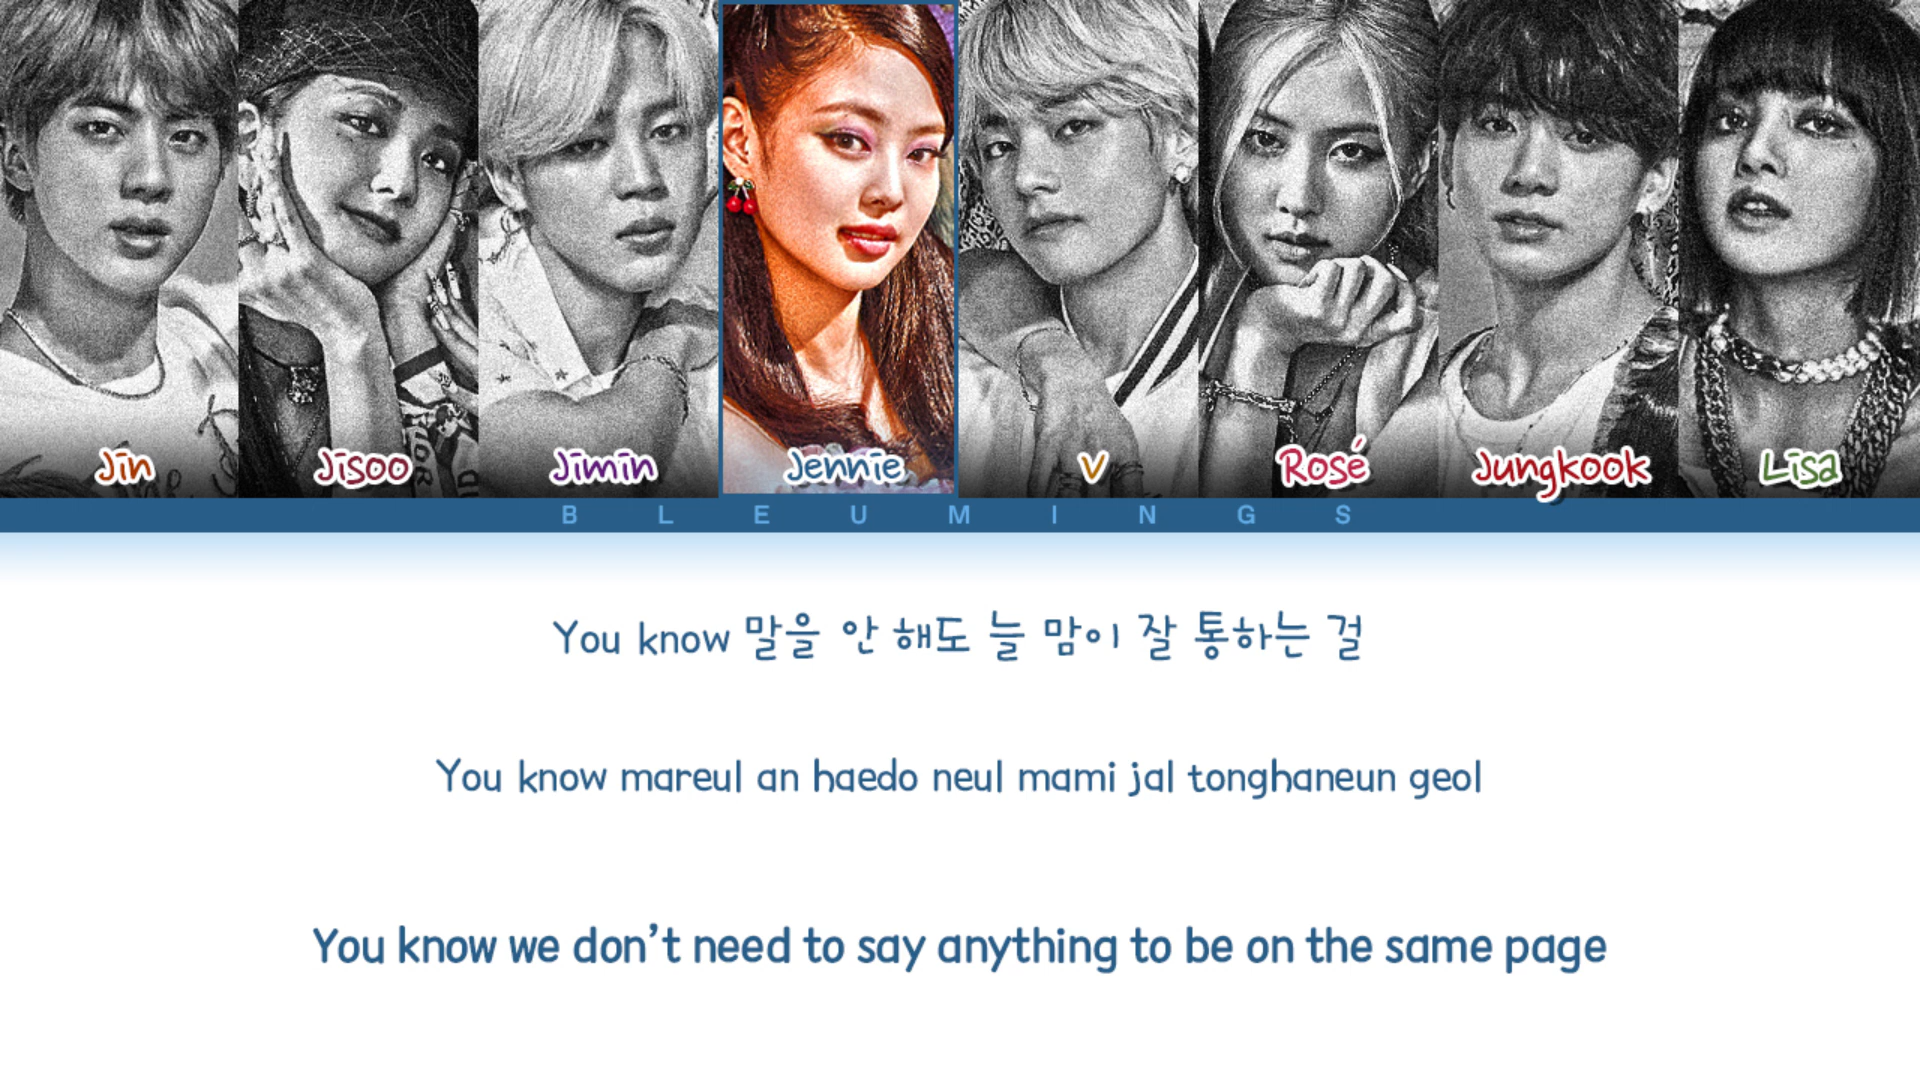 Jin Jisoo Jimin Jennie V Rosé Jungkook Lisa
BLEUMINGS
You know 말을 안 해도 늘 맘이 잘 통하는 걸
You know mareul an haedo neul mami jal tonghaneun geol
You know we don’t need to say anything to be on the same page